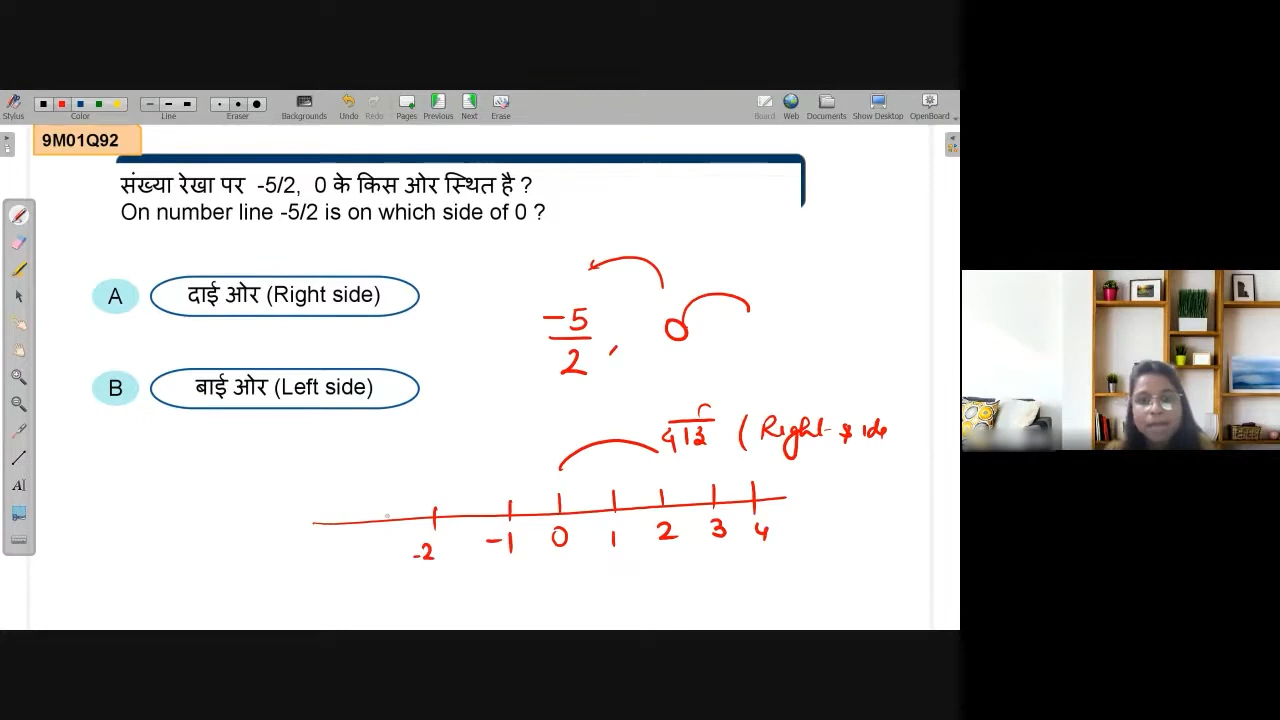 Stylus Color Line Eraser Backgrounds Undo Redo Pages Previous Next Erase Board Web Documents Show Desktop OpenBoard
9M01Q92
संख्या रेखा पर -5/2, 0 के किस ओर स्थित है ?
On number line -5/2 is on which side of 0 ?
A दाई ओर (Right side)
B बाई ओर (Left side)
-5
2
, 0
(Right side
-2 -1 0 1 2 3 4